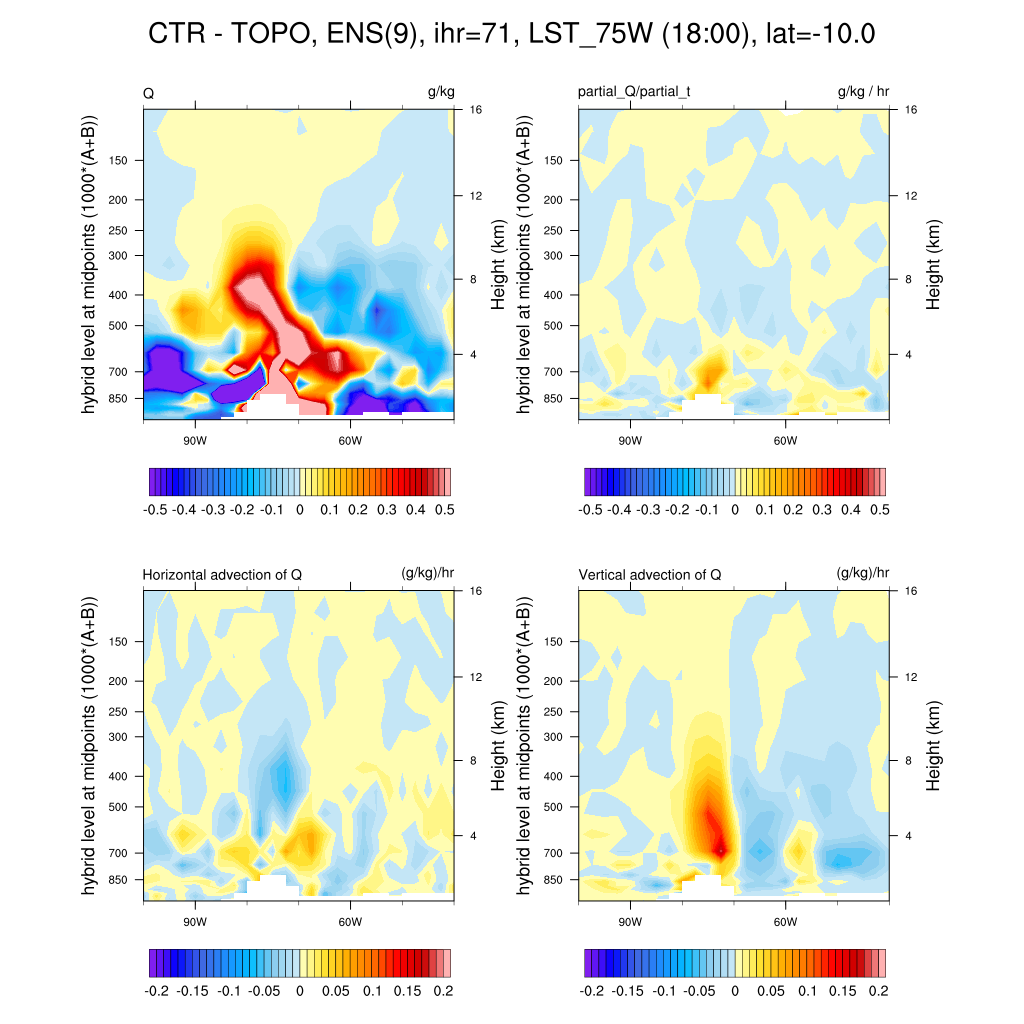 CTR - TOPO, ENS(9), ihr=71, LST_75W (18:00), lat=-10.0
Q g/kg
hybrid level at midpoints (1000*(A+B))
150
200
250
300
400
500
700
850
16
12
8
4
Height (km)
90W 60W
-0.5 -0.4 -0.3 -0.2 -0.1 0 0.1 0.2 0.3 0.4 0.5
partial_Q/partial_t g/kg / hr
hybrid level at midpoints (1000*(A+B))
150
200
250
300
400
500
700
850
16
12
8
4
Height (km)
90W 60W
-0.5 -0.4 -0.3 -0.2 -0.1 0 0.1 0.2 0.3 0.4 0.5
Horizontal advection of Q (g/kg)/hr
hybrid level at midpoints (1000*(A+B))
150
200
250
300
400
500
700
850
16
12
8
4
Height (km)
90W 60W
-0.2 -0.15 -0.1 -0.05 0 0.05 0.1 0.15 0.2
Vertical advection of Q (g/kg)/hr
hybrid level at midpoints (1000*(A+B))
150
200
250
300
400
500
700
850
16
12
8
4
Height (km)
90W 60W
-0.2 -0.15 -0.1 -0.05 0 0.05 0.1 0.15 0.2